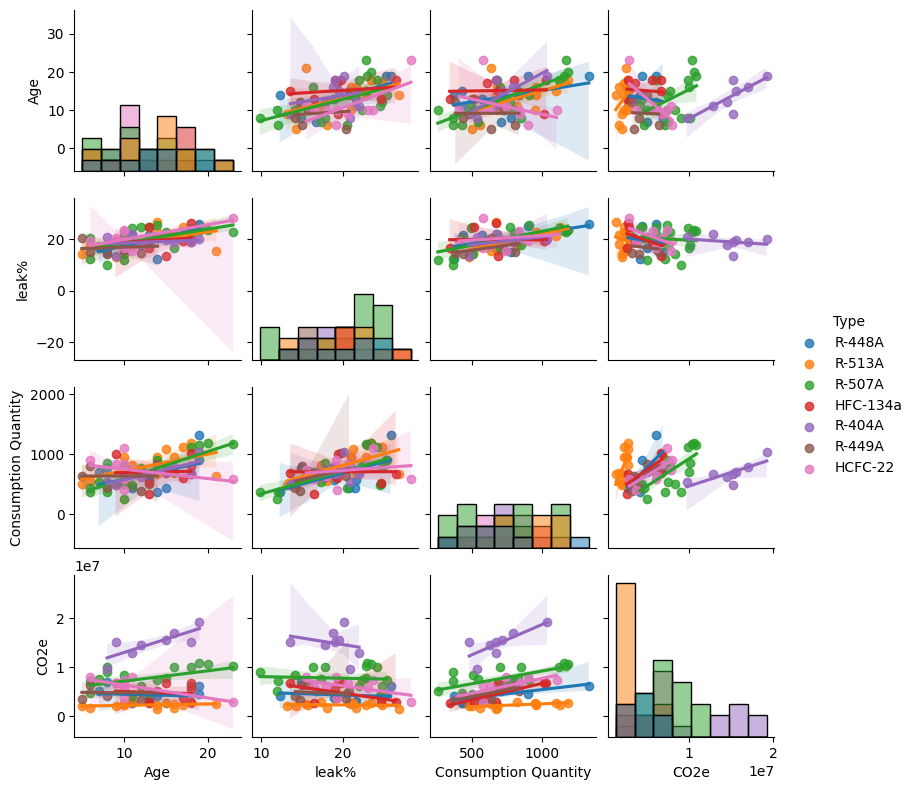 30
20
10
0
Age
20
0
−20
leak%
2000
1000
0
Consumption Quantity
1e7
2
1
0
CO2e
10 20
Age
10 20
leak%
500 1000
Consumption Quantity
1 2
1e7
CO2e
Type
R-448A
R-513A
R-507A
HFC-134a
R-404A
R-449A
HCFC-22